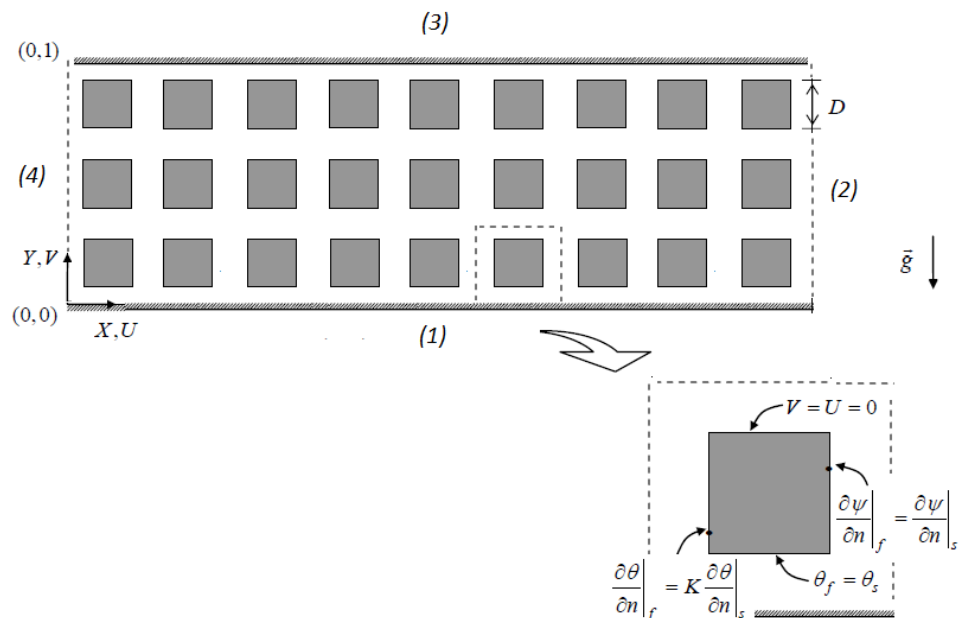 (3)
(0,1)
D
(4)
(2)
Y,V
g⃗
(0,0)
X,U
(1)
V = U = 0
∂ψ/∂n|f = ∂ψ/∂n|s
∂θ/∂n|f = K ∂θ/∂n|s
θf = θs